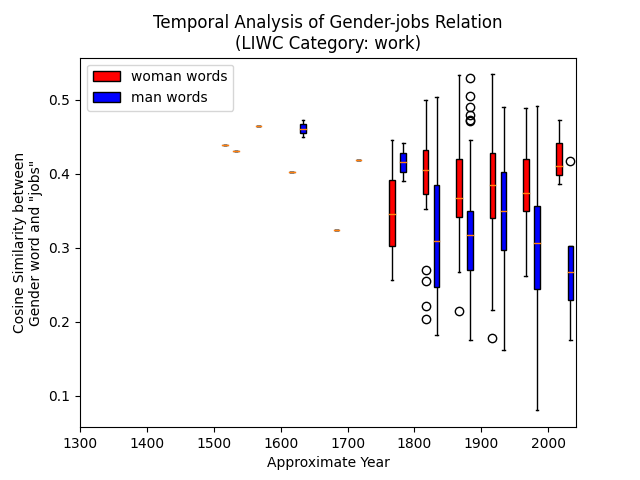 Temporal Analysis of Gender-jobs Relation
(LIWC Category: work)
woman words
man words
0.5
0.4
0.3
0.2
0.1
Cosine Similarity between
Gender word and "jobs"
1300 1400 1500 1600 1700 1800 1900 2000
Approximate Year